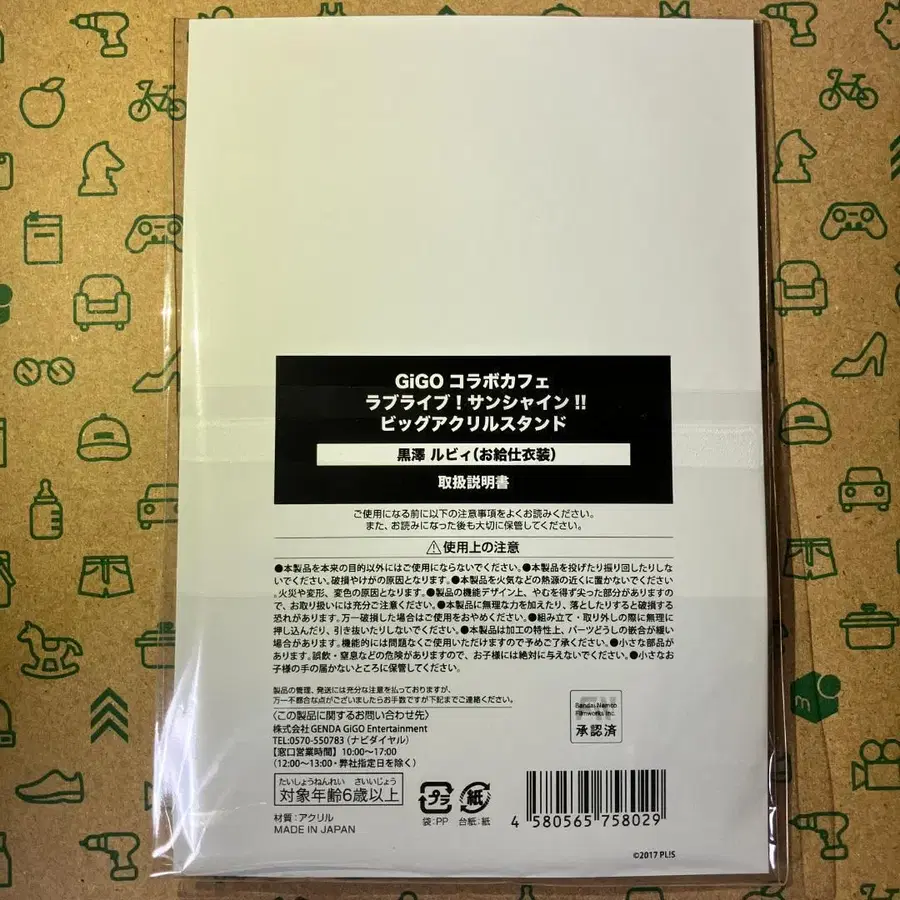 GiGO コラボカフェ
ラブライブ！サンシャイン!!
ビッグアクリルスタンド
黒澤 ルビィ（お給仕衣装）
取扱説明書
ご使用になる前に以下の注意事項をよくお読みください。
また、お読みになった後も大切に保管してください。
⚠使用上の注意
●本製品を本来の目的以外にはご使用にならないでください。●本製品を投げたり振り回したりしな
いでください。破損やけがの原因となります。●本製品を火気などの熱源の近くに置かないでください
。火災や変形、変色の原因となります。●製品の機能デザイン上、やむを得ず尖った部分がありますの
で、お取り扱いには充分ご注意ください。●本製品に無理な力を加えたり、落としたりすると破損する
恐れがあります。万一破損した場合はご使用をおやめください。●組み立て・取り外しの際に無理に
押し込んだり、引き抜いたりしないでください。●本製品は加工の特性上、パーツどうしの嵌合が緩い
場合があります。機能的には問題なくご使用いただけますので予めご了承ください。●小さな部品が
あります。誤飲・窒息などの危険がありますので、お子様には絶対に与えないでください。●小さなお
子様の手の届かないところに保管してください。
製品の管理、発送には充分な注意を払っておりますが、
万一不都合な点がございましたらお手数ですが下記までご連絡ください。
〈この製品に関するお問い合わせ先〉
株式会社 GENDA GiGO Entertainment
TEL:0570-550783（ナビダイヤル）
【窓口営業時間】10:00〜17:00
（12:00〜13:00・弊社指定日を除く）
Bandai Namco
Filmworks Inc.
承認済
たいしょうねんれい さいいじょう
対象年齢6歳以上
材質：アクリル
MADE IN JAPAN
プラ
袋:PP
紙
台紙:紙
4 580565 758029
©2017 PL!S